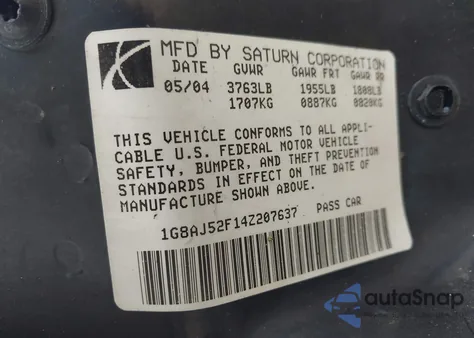 MFD BY SATURN CORPORATION
DATE GVWR GAWR FRT GAWR RR
05/04 3763LB 1955LB 1808LB
1707KG 0887KG 0820KG
THIS VEHICLE CONFORMS TO ALL APPLI-
CABLE U.S. FEDERAL MOTOR VEHICLE
SAFETY, BUMPER, AND THEFT PREVENTION
STANDARDS IN EFFECT ON THE DATE OF
MANUFACTURE SHOWN ABOVE.
1G8AJ52F14Z207637 PASS CAR
autoSnap